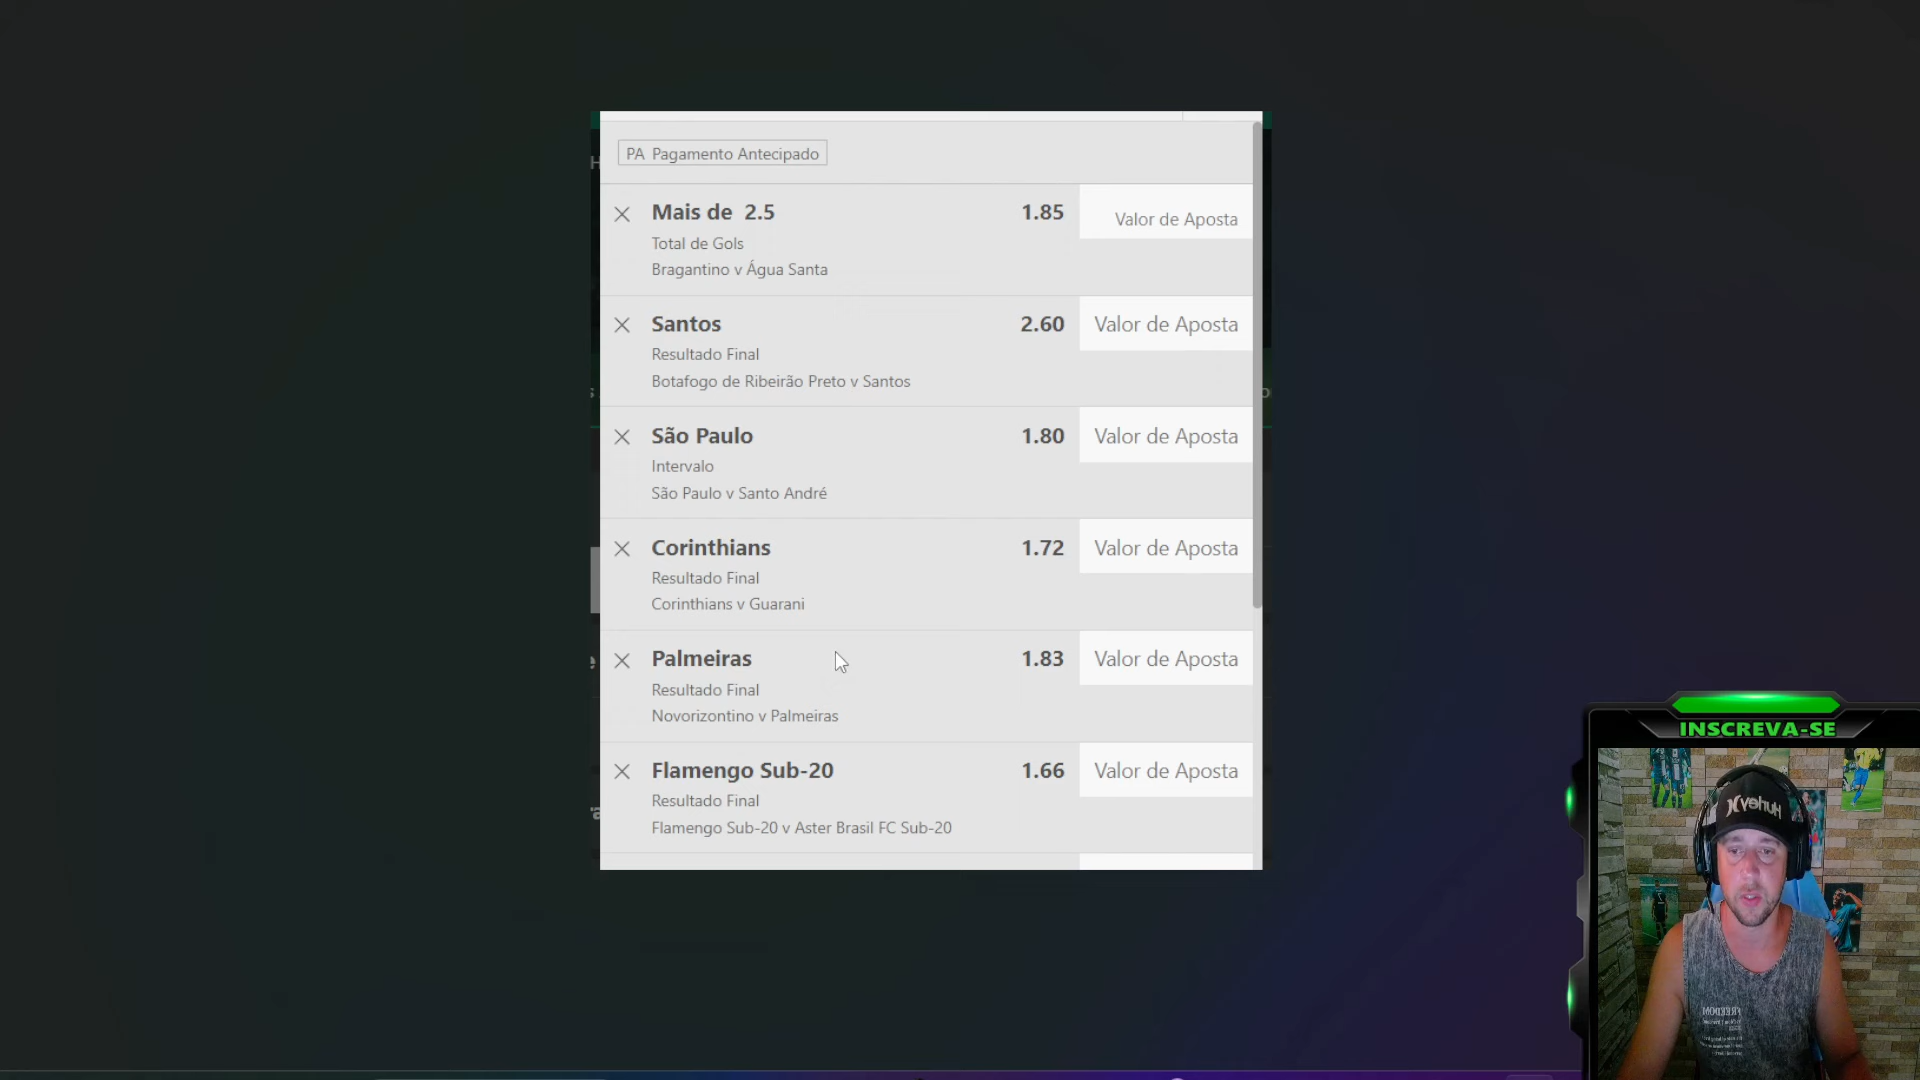 PA Pagamento Antecipado
Mais de 2.5
1.85
Valor de Aposta
Total de Gols
Bragantino v Água Santa
Santos
2.60
Valor de Aposta
Resultado Final
Botafogo de Ribeirão Preto v Santos
São Paulo
1.80
Valor de Aposta
Intervalo
São Paulo v Santo André
Corinthians
1.72
Valor de Aposta
Resultado Final
Corinthians v Guarani
Palmeiras
1.83
Valor de Aposta
Resultado Final
Novorizontino v Palmeiras
Flamengo Sub-20
1.66
Valor de Aposta
Resultado Final
Flamengo Sub-20 v Aster Brasil FC Sub-20
INSCREVA-SE
Hurley
FREEDOM